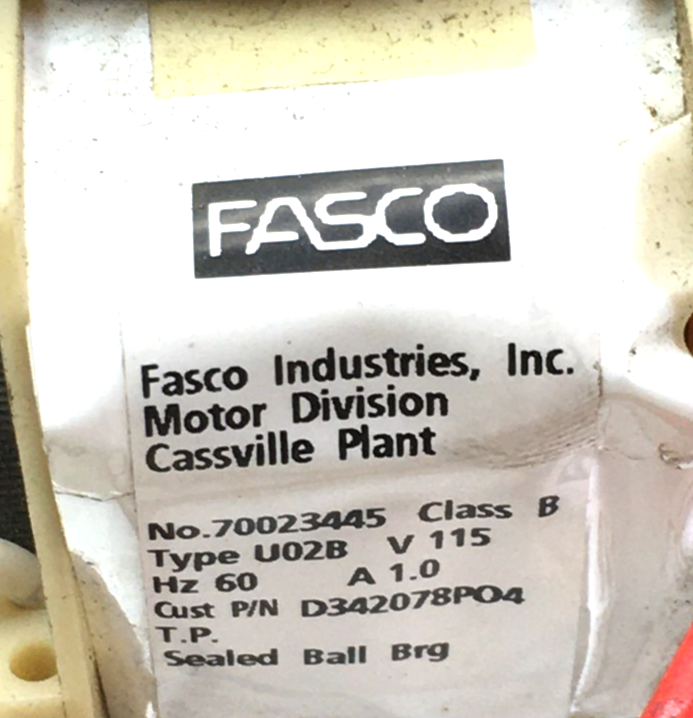 FASCO
Fasco Industries, Inc.
Motor Division
Cassville Plant
No.70023445 Class B
Type U02B V 115
Hz 60 A 1.0
Cust P/N D342078P04
T.P.
Sealed Ball Brg